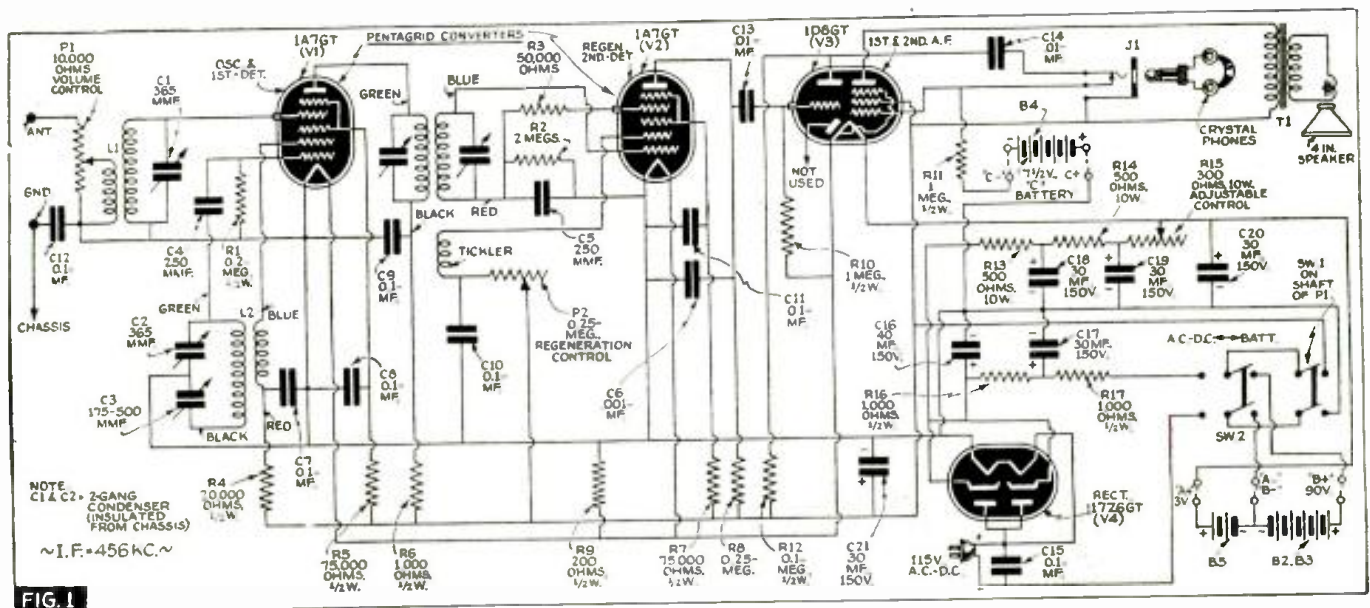 P1
10,000
OHMS
VOLUME
CONTROL
ANT.
GND
C12
0.1-
MF.
CHASSIS
L1
C1
365
MMF.
C4
250
MMF.
R1
0.2
MEG.
1/2W.
GREEN
C2
365
MMF.
C3
175-500
MMF
BLACK
L2
BLUE
RED
C7
0.1-
MF.
R4
OHMS,
1/2W.
NOTE
C1 & C2 = 2-GANG
CONDENSER
(INSULATED
FROM CHASSIS)
~I.F.=456 KC.~
FIG. 1
OSC. &
1ST-DET.
1A7GT
(V1)
PENTAGRID CONVERTERS
GREEN
BLUE
BLACK
RED
C8
0.1-
MF.
C9
0.1-
MF.
R5
75,000
OHMS,
1/2W.
R6
1,000
OHMS,
1/2W.
R3
50,000
OHMS
R2
2 MEGS.
C5
250
MMF.
TICKLER
P2
0.25-
MEG.,
REGENERATION
CONTROL
C10
0.1-
MF.
REGEN.
2ND-DET.
1A7GT
(V2)
C11
0.1-
MF.
C6
.001-
MF.
R9
200
OHMS,
1/2W.
R7
75,000
OHMS,
1/2W.
R8
0.25-
MEG.
R12
0.1-
MEG.,
1/2W.
C13
.01-
MF.
1D8GT
(V3)
1ST & 2ND. A.F.
NOT
USED
R10
1 MEG.,
1/2W.
C14
.01-
MF.
J1
CRYSTAL
PHONES
T1
4 IN.
SPEAKER
R11
1
MEG.,
1/2W.
B4
"C-"
7 1/2 V.
C+
"C"
BATTERY
R14
500
OHMS,
10W.
R15
300
OHMS, 10W.
ADJUSTABLE
CONTROL
R13
500
OHMS,
10W.
C18
30
MF.
150V.
C19
30
MF.
150V.
C20
30
MF.
150V.
SW.1
ON
SHAFT
OF P1
C16
40
MF.
150V.
C17
30 MF.
150V.
R16
1,000
OHMS,
1/2W.
R17
1,000
OHMS,
1/2W.
A.C.-D.C.
BATT.
SW2
C21
30
MF.
150V.
RECT.
117Z6GT
(V4)
115V.
A.C.-D.C.
C15
0.1-
MF.
3V.
"A-
B-"
"B+"
90V.
B5
B2, B3